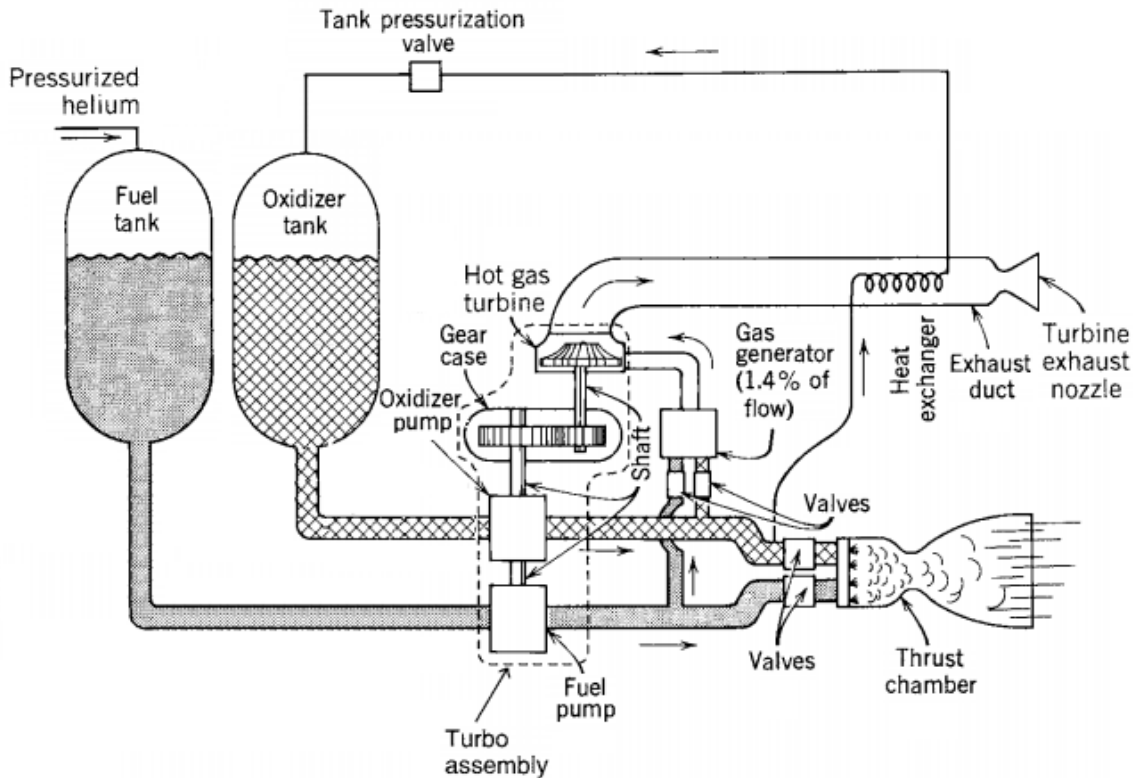 Tank pressurization
valve
Pressurized
helium
Fuel
tank
Oxidizer
tank
Hot gas
turbine
Gear
case
Oxidizer
pump
Shaft
Gas
generator
(1.4% of
flow)
Heat
exchanger
Exhaust
duct
Turbine
exhaust
nozzle
Valves
Valves
Thrust
chamber
Fuel
pump
Turbo
assembly